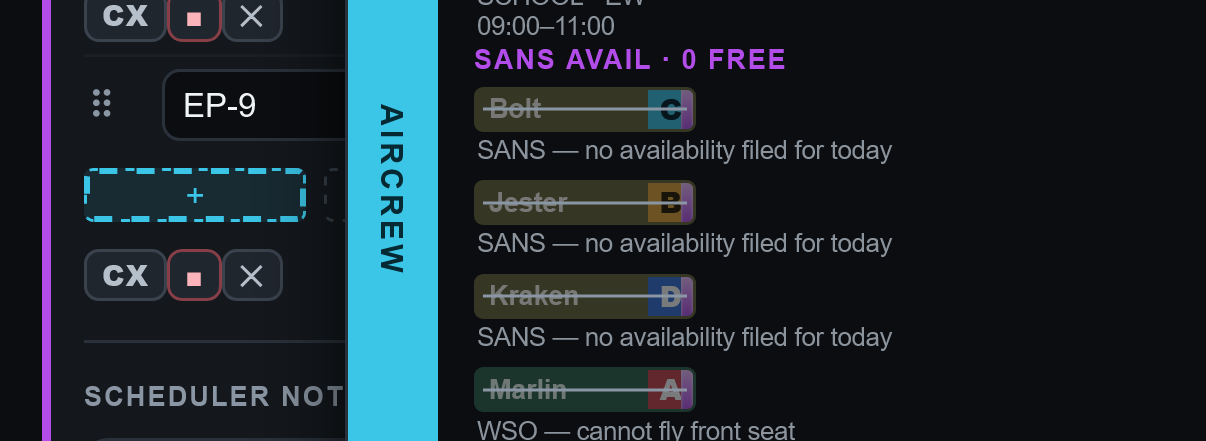 CX ■ ×
EP-9
+
CX ■ ×
SCHEDULER NOT
AIRCREW
09:00–11:00
SANS AVAIL · 0 FREE
Bolt C
SANS — no availability filed for today
Jester B
SANS — no availability filed for today
Kraken D
SANS — no availability filed for today
Marlin A
WSO — cannot fly front seat